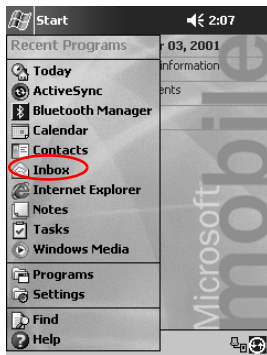 Start 2:07
Recent Programs
r 03, 2001
Today
information
ActiveSync
ents
Bluetooth Manager
Calendar
Contacts
Inbox
Internet Explorer
Notes
Tasks
Windows Media
Programs
Settings
Find
Help
Microsoft
mobile